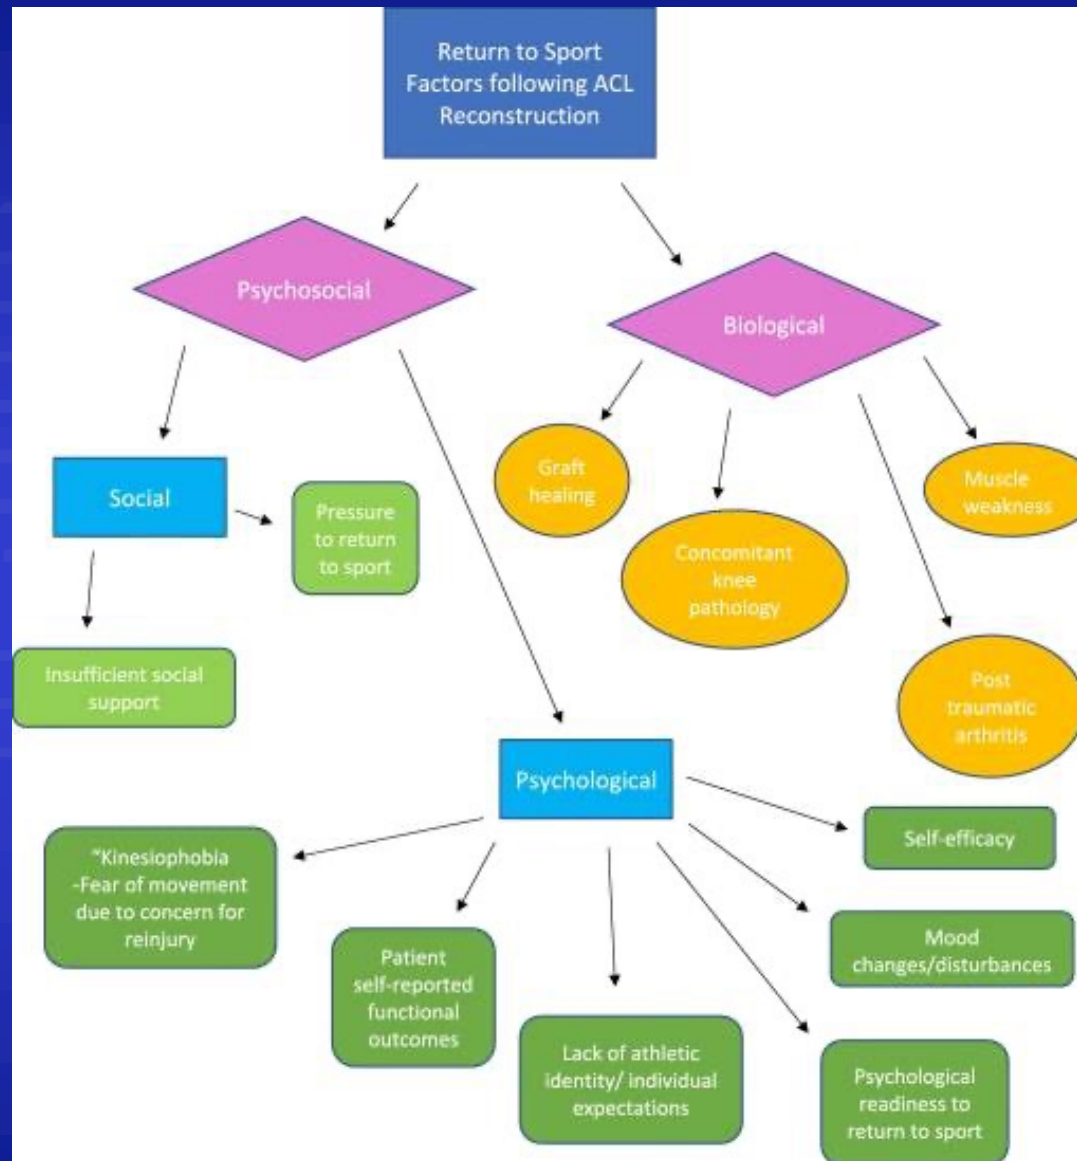 Return to Sport
Factors following ACL
Reconstruction
Psychosocial
Biological
Graft
healing
Muscle
weakness
Social
Pressure
to return
to sport
Concomitant
knee
pathology
Insufficient social
support
Post
traumatic
arthritis
Psychological
Self-efficacy
"Kinesiophobia
-Fear of movement
due to concern for
reinjury
Mood
changes/disturbances
Patient
self-reported
functional
outcomes
Lack of athletic
identity/ individual
expectations
Psychological
readiness to
return to sport